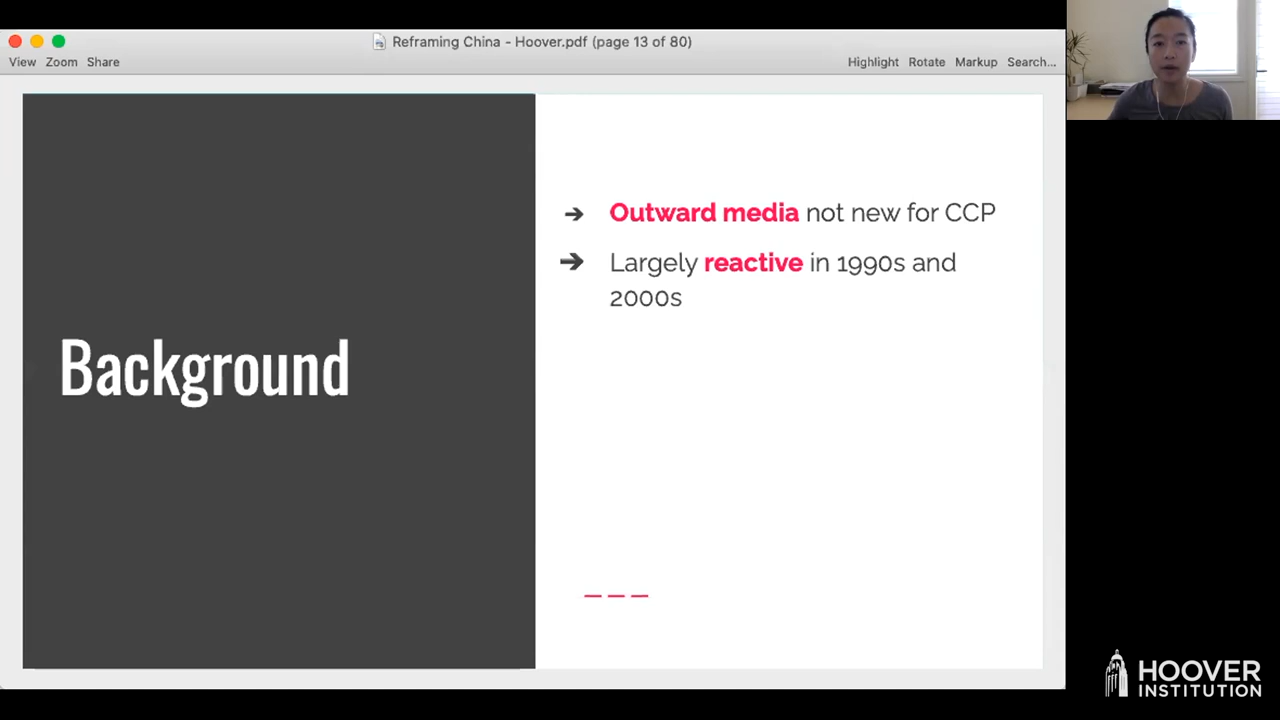 Reframing China - Hoover.pdf (page 13 of 80)
View Zoom Share
Highlight Rotate Markup Search...
Background
➔ Outward media not new for CCP
➔ Largely reactive in 1990s and
2000s
HOOVER
INSTITUTION